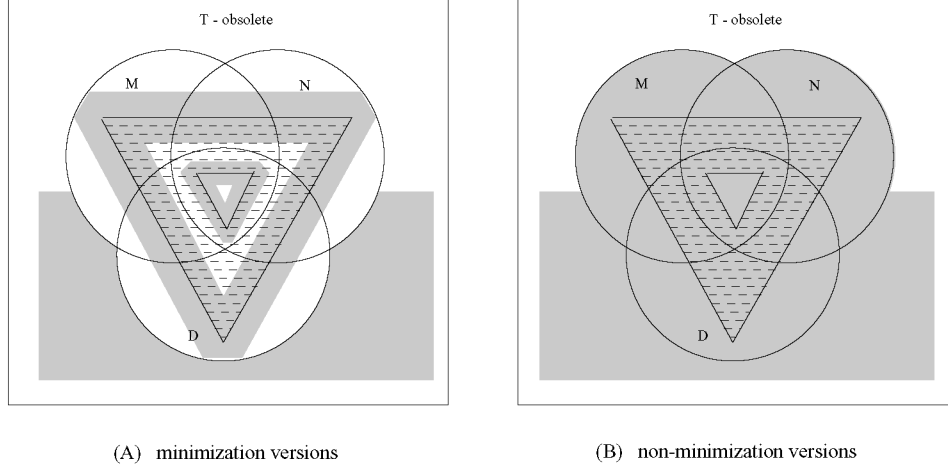 T - obsolete
M
N
D
(A) minimization versions
T - obsolete
M
N
D
(B) non-minimization versions